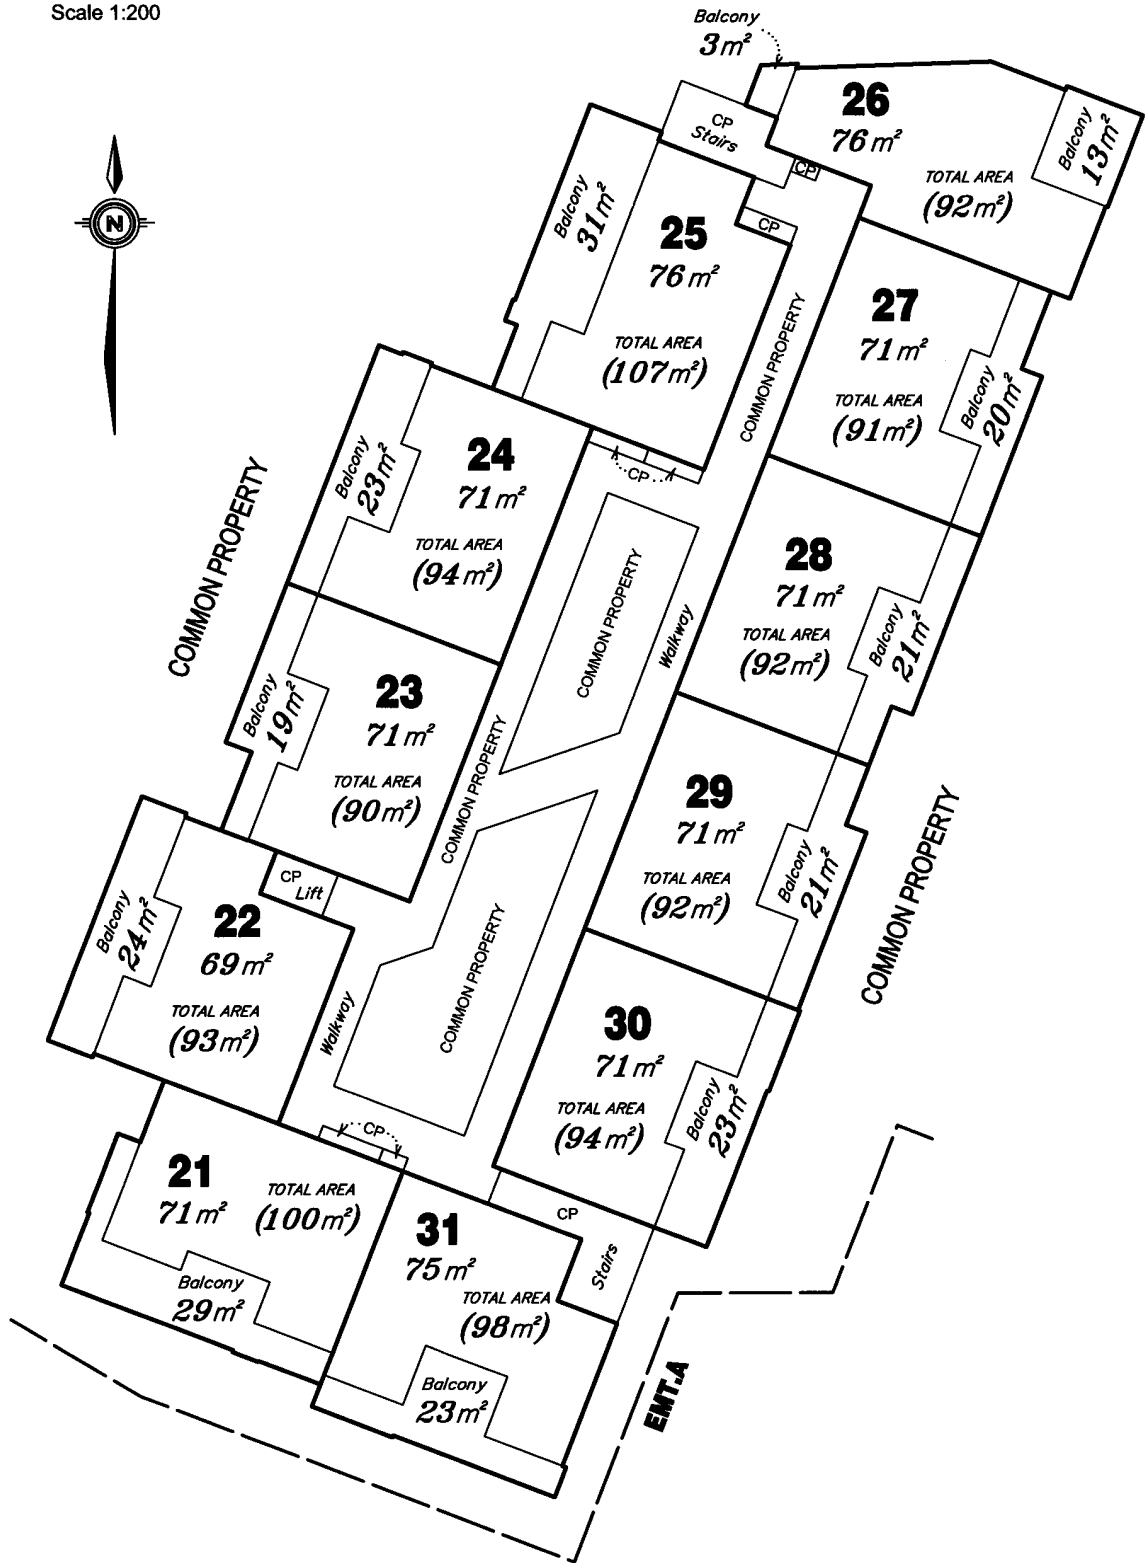 Scale 1:200
N
Balcony
3m²
26
76m²
TOTAL AREA
(92m²)
Balcony
13m²
CP
Stairs
CP
CP
Balcony
31m²
25
76m²
TOTAL AREA
(107m²)
COMMON PROPERTY
27
71m²
TOTAL AREA
(91m²)
Balcony
20m²
Balcony
23m²
24
71m²
TOTAL AREA
(94m²)
CP
COMMON PROPERTY
COMMON PROPERTY
Walkway
28
71m²
TOTAL AREA
(92m²)
Balcony
21m²
Balcony
19m²
23
71m²
TOTAL AREA
(90m²)
COMMON PROPERTY
29
71m²
TOTAL AREA
(92m²)
Balcony
21m²
COMMON PROPERTY
CP
Lift
Balcony
24m²
22
69m²
TOTAL AREA
(93m²)
Walkway
COMMON PROPERTY
30
71m²
TOTAL AREA
(94m²)
Balcony
23m²
CP
21
71m²
TOTAL AREA
(100m²)
Balcony
29m²
31
75m²
TOTAL AREA
(98m²)
Balcony
23m²
CP
Stairs
EMT.A